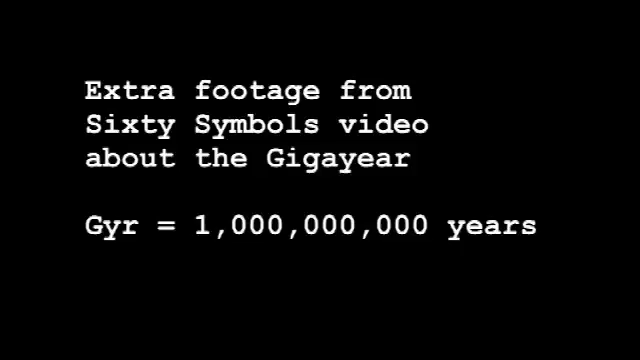 Extra footage from
Sixty Symbols video
about the Gigayear
Gyr = 1,000,000,000 years